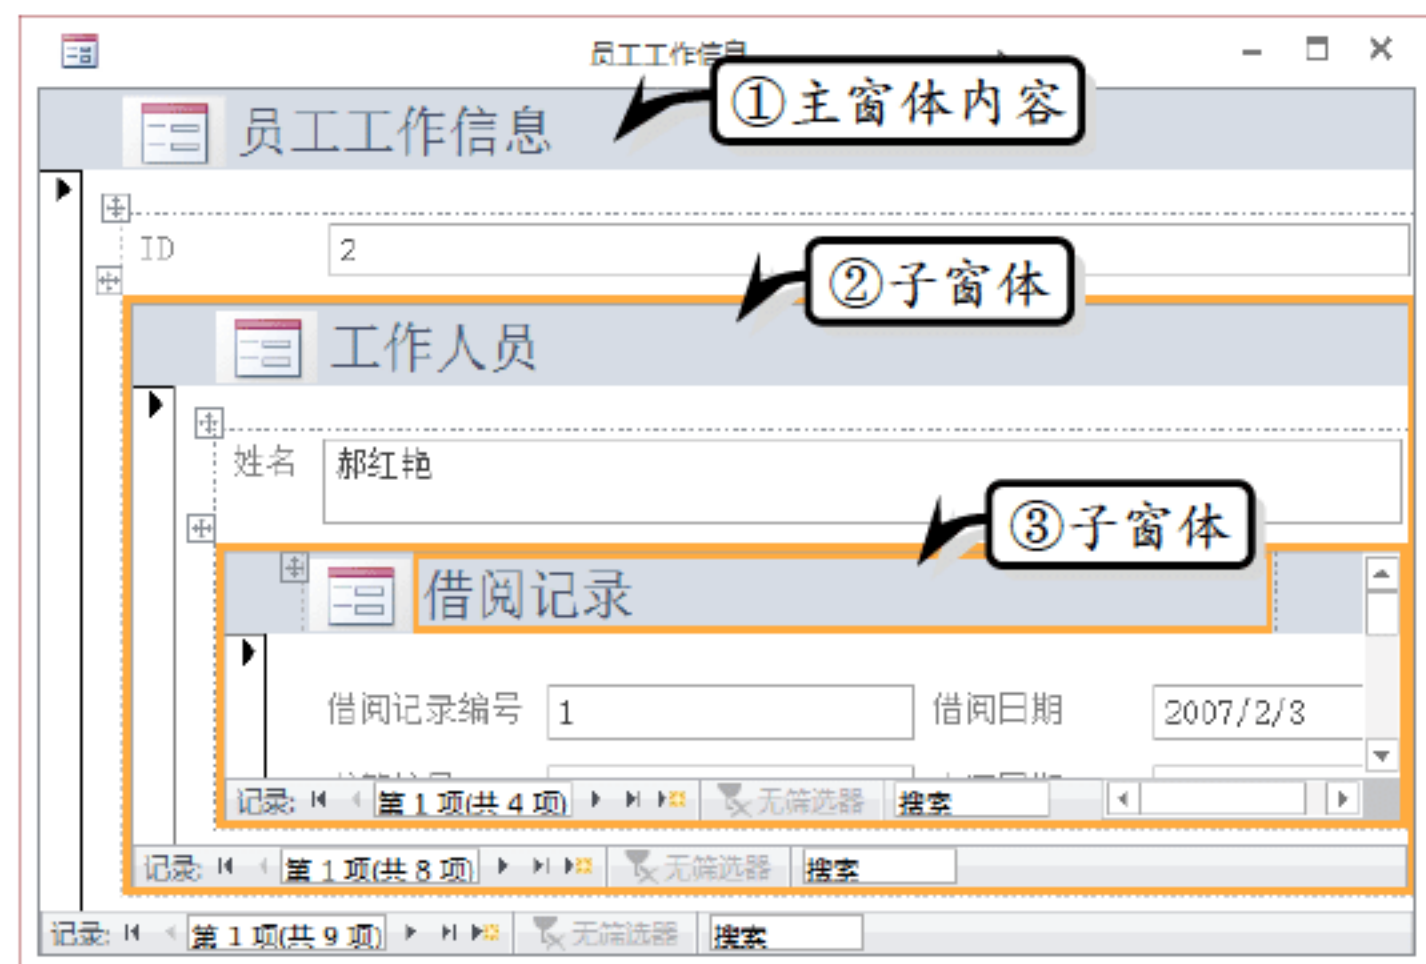 员工工作信息
①主窗体内容
员工工作信息
ID 2
②子窗体
工作人员
姓名 郝红艳
③子窗体
借阅记录
借阅记录编号 1 借阅日期 2007/2/3
记录: 第 1 项(共 4 项) 无筛选器 搜索
记录: 第 1 项(共 8 项) 无筛选器 搜索
记录: 第 1 项(共 9 项) 无筛选器 搜索